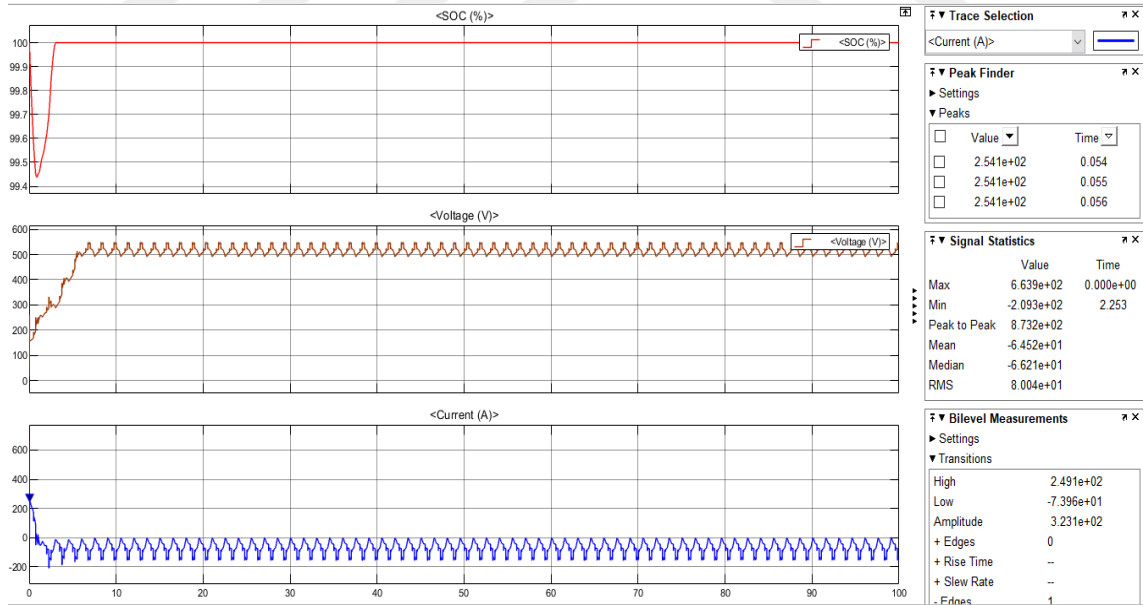 <SOC (%)>
100
99.9
99.8
99.7
99.6
99.5
99.4
<SOC (%)>
<Voltage (V)>
600
500
400
300
200
100
0
<Voltage (V)>
<Current (A)>
600
400
200
0
-200
0 10 20 30 40 50 60 70 80 90 100
Trace Selection
<Current (A)>
Peak Finder
Settings
Peaks
Value Time
2.541e+02 0.054
2.541e+02 0.055
2.541e+02 0.056
Signal Statistics
Value Time
Max 6.639e+02 0.000e+00
Min -2.093e+02 2.253
Peak to Peak 8.732e+02
Mean -6.452e+01
Median -6.621e+01
RMS 8.004e+01
Bilevel Measurements
Settings
Transitions
High 2.491e+02
Low -7.396e+01
Amplitude 3.231e+02
+ Edges 0
+ Rise Time --
+ Slew Rate --
- Edges 1